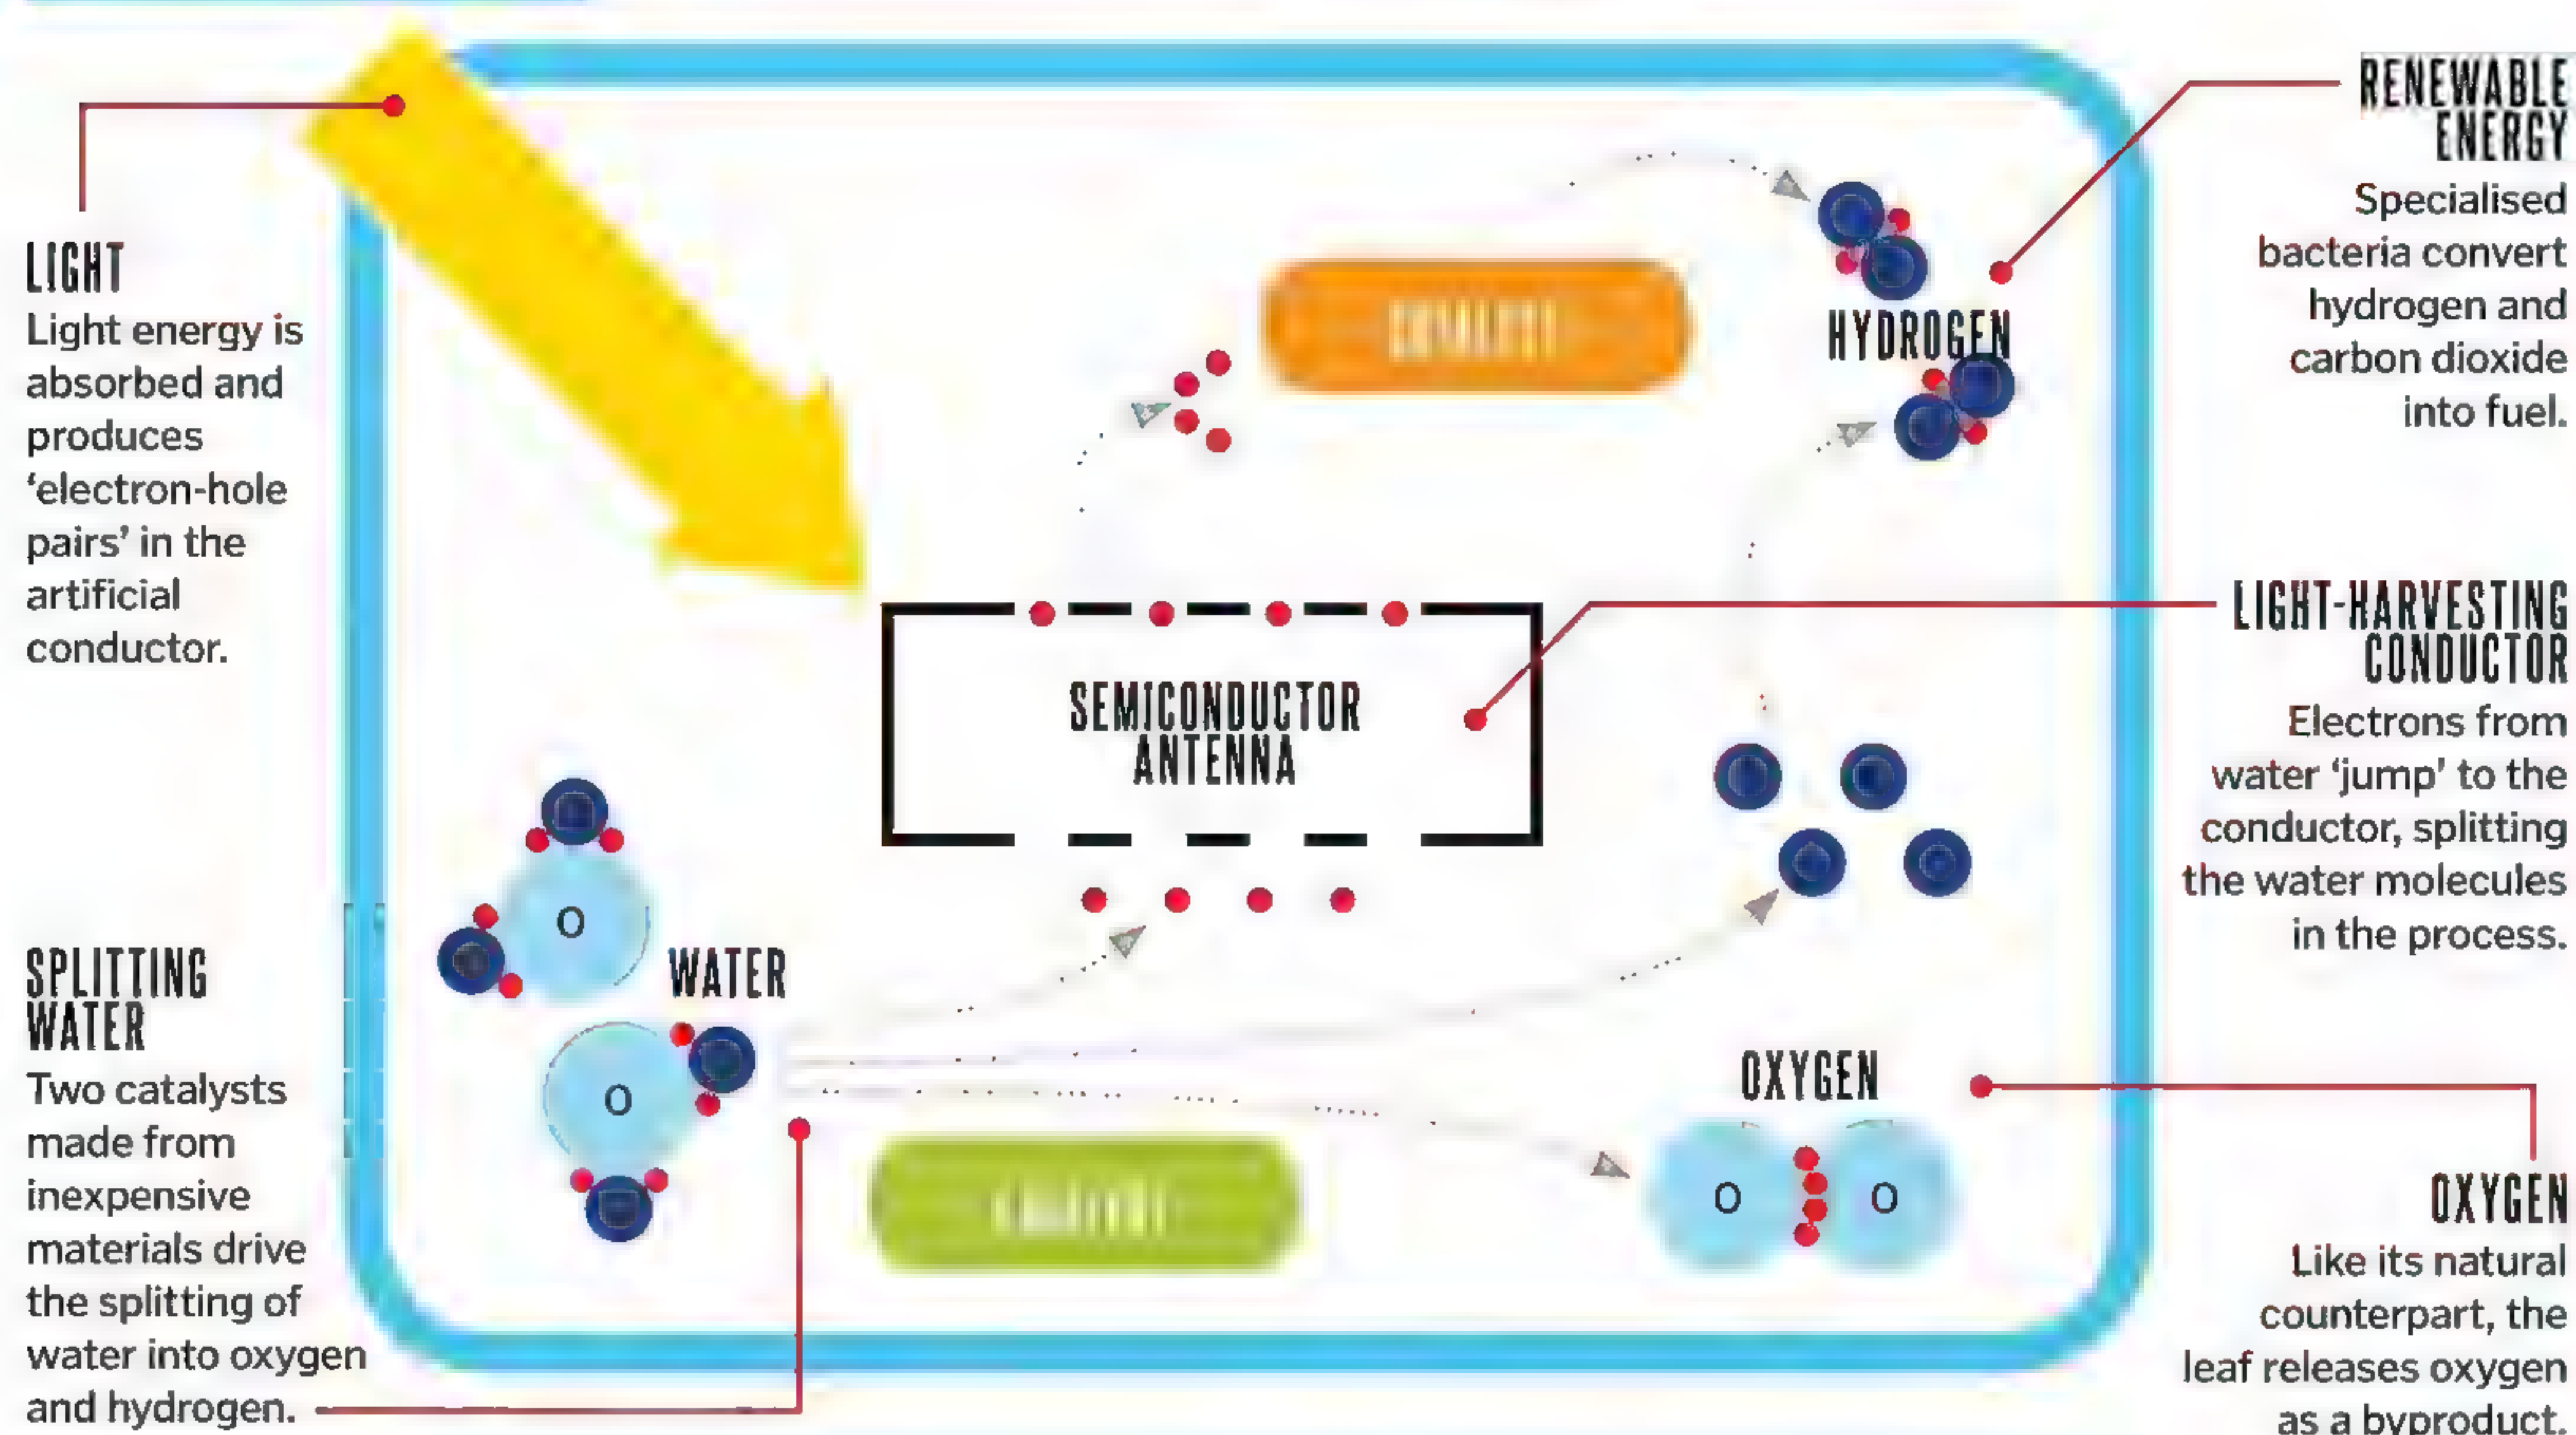 LIGHT
Light energy is
absorbed and
produces
‘electron-hole
pairs’ in the
artificial
conductor.
SPLITTING
WATER
Two catalysts
made from
inexpensive
materials drive
the splitting of
water into oxygen
and hydrogen.
HYDROGEN
SEMICONDUCTOR
ANTENNA
O
WATER
O
OXYGEN
O O
RENEWABLE
ENERGY
Specialised
bacteria convert
hydrogen and
carbon dioxide
into fuel.
LIGHT-HARVESTING
CONDUCTOR
Electrons from
water ‘jump’ to the
conductor, splitting
the water molecules
in the process.
OXYGEN
Like its natural
counterpart, the
leaf releases oxygen
as a byproduct.